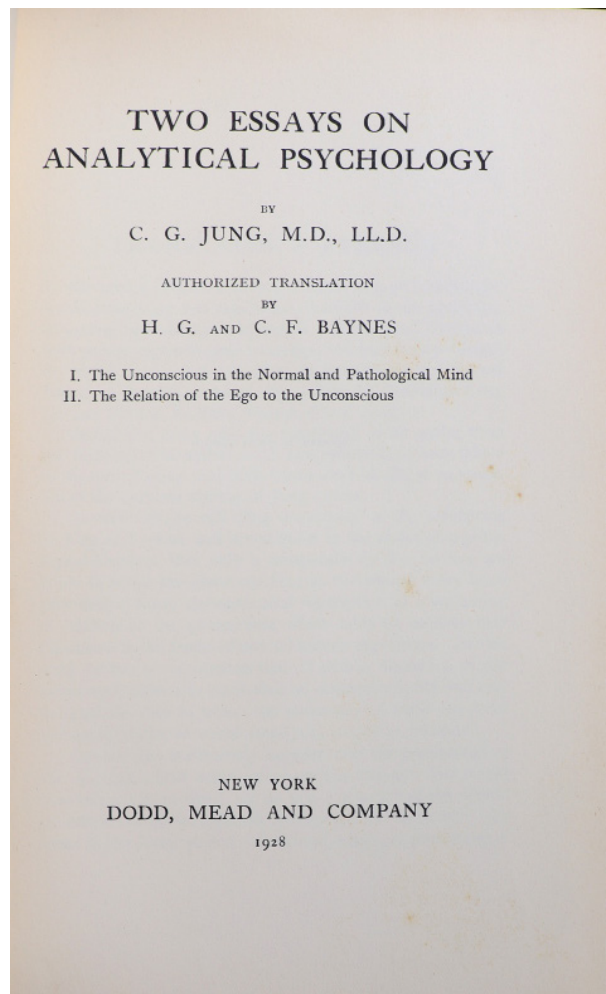 TWO ESSAYS ON
ANALYTICAL PSYCHOLOGY
BY
C. G. JUNG, M.D., LL.D.
AUTHORIZED TRANSLATION
BY
H. G. AND C. F. BAYNES
I. The Unconscious in the Normal and Pathological Mind
II. The Relation of the Ego to the Unconscious
NEW YORK
DODD, MEAD AND COMPANY
1928